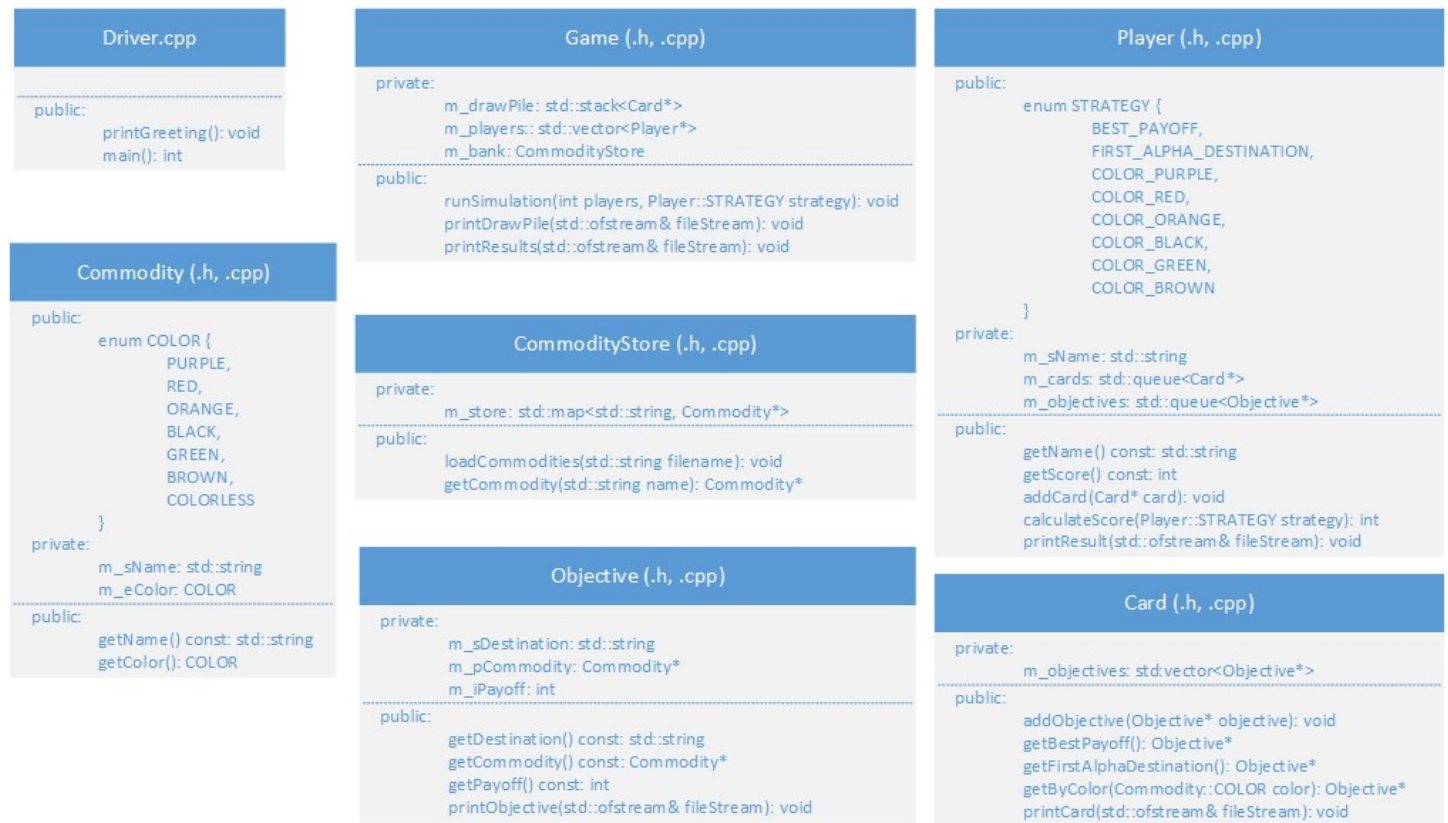 Driver.cpp
public:
printGreeting(): void
main(): int
Commodity (.h, .cpp)
public:
enum COLOR {
PURPLE,
RED,
ORANGE,
BLACK,
GREEN,
BROWN,
COLORLESS
}
private:
m_sName: std::string
m_eColor: COLOR
public:
getName() const: std::string
getColor(): COLOR
Game (.h, .cpp)
private:
m_drawPile: std::stack<Card*>
m_players:: std::vector<Player*>
m_bank: CommodityStore
public:
runSimulation(int players, Player::STRATEGY strategy): void
printDrawPile(std::ofstream& fileStream): void
printResults(std::ofstream& fileStream): void
CommodityStore (.h, .cpp)
private:
m_store: std::map<std::string, Commodity*>
public:
loadCommodities(std::string filename): void
getCommodity(std::string name): Commodity*
Objective (.h, .cpp)
private:
m_sDestination: std::string
m_pCommodity: Commodity*
m_iPayoff: int
public:
getDestination() const: std::string
getCommodity() const: Commodity*
getPayoff() const: int
printObjective(std::ofstream& fileStream): void
Player (.h, .cpp)
public:
enum STRATEGY {
BEST_PAYOFF,
FIRST_ALPHA_DESTINATION,
COLOR_PURPLE,
COLOR_RED,
COLOR_ORANGE,
COLOR_BLACK,
COLOR_GREEN,
COLOR_BROWN
}
private:
m_sName: std::string
m_cards: std::queue<Card*>
m_objectives: std::queue<Objective*>
public:
getName() const: std::string
getScore() const: int
addCard(Card* card): void
calculateScore(Player::STRATEGY strategy): int
printResult(std::ofstream& fileStream): void
Card (.h, .cpp)
private:
m_objectives: std:vector<Objective*>
public:
addObjective(Objective* objective): void
getBestPayoff(): Objective*
getFirstAlphaDestination(): Objective*
getByColor(Commodity::COLOR color): Objective*
printCard(std::ofstream& fileStream): void